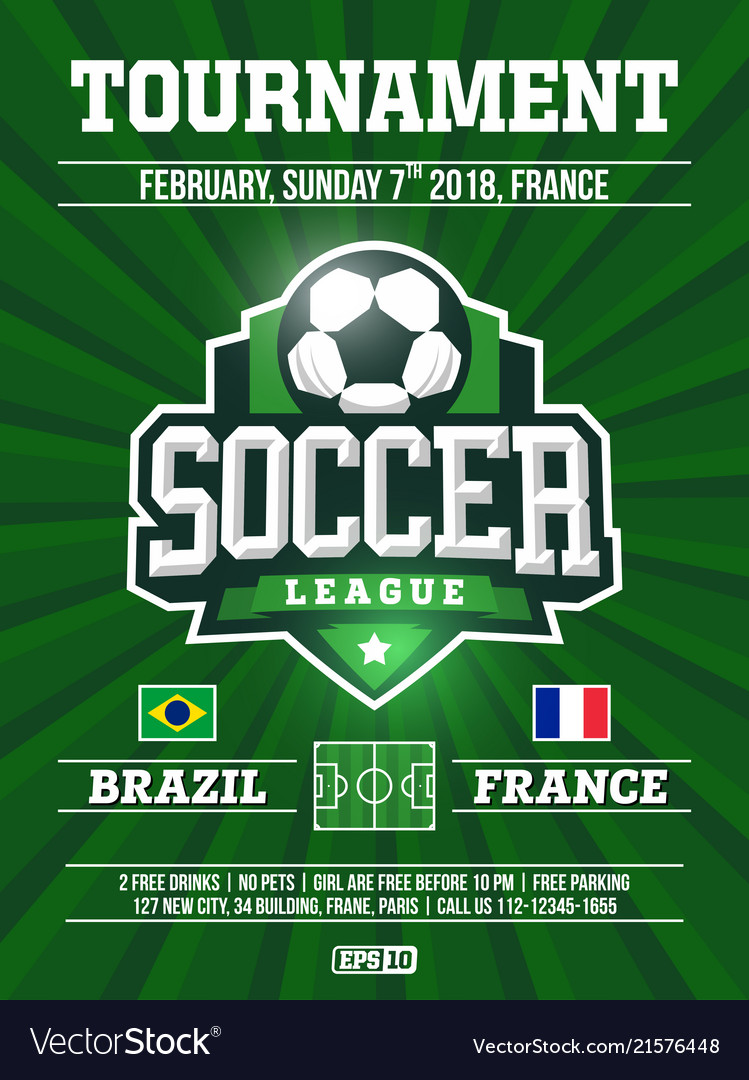 TOURNAMENT
FEBRUARY, SUNDAY 7TH 2018, FRANCE
SOCCER
LEAGUE
BRAZIL
FRANCE
2 FREE DRINKS | NO PETS | GIRL ARE FREE BEFORE 10 PM | FREE PARKING
127 NEW CITY, 34 BUILDING, FRANE, PARIS | CALL US 112-12345-1655
EPS 10
VectorStock®
VectorStock.com/21576448